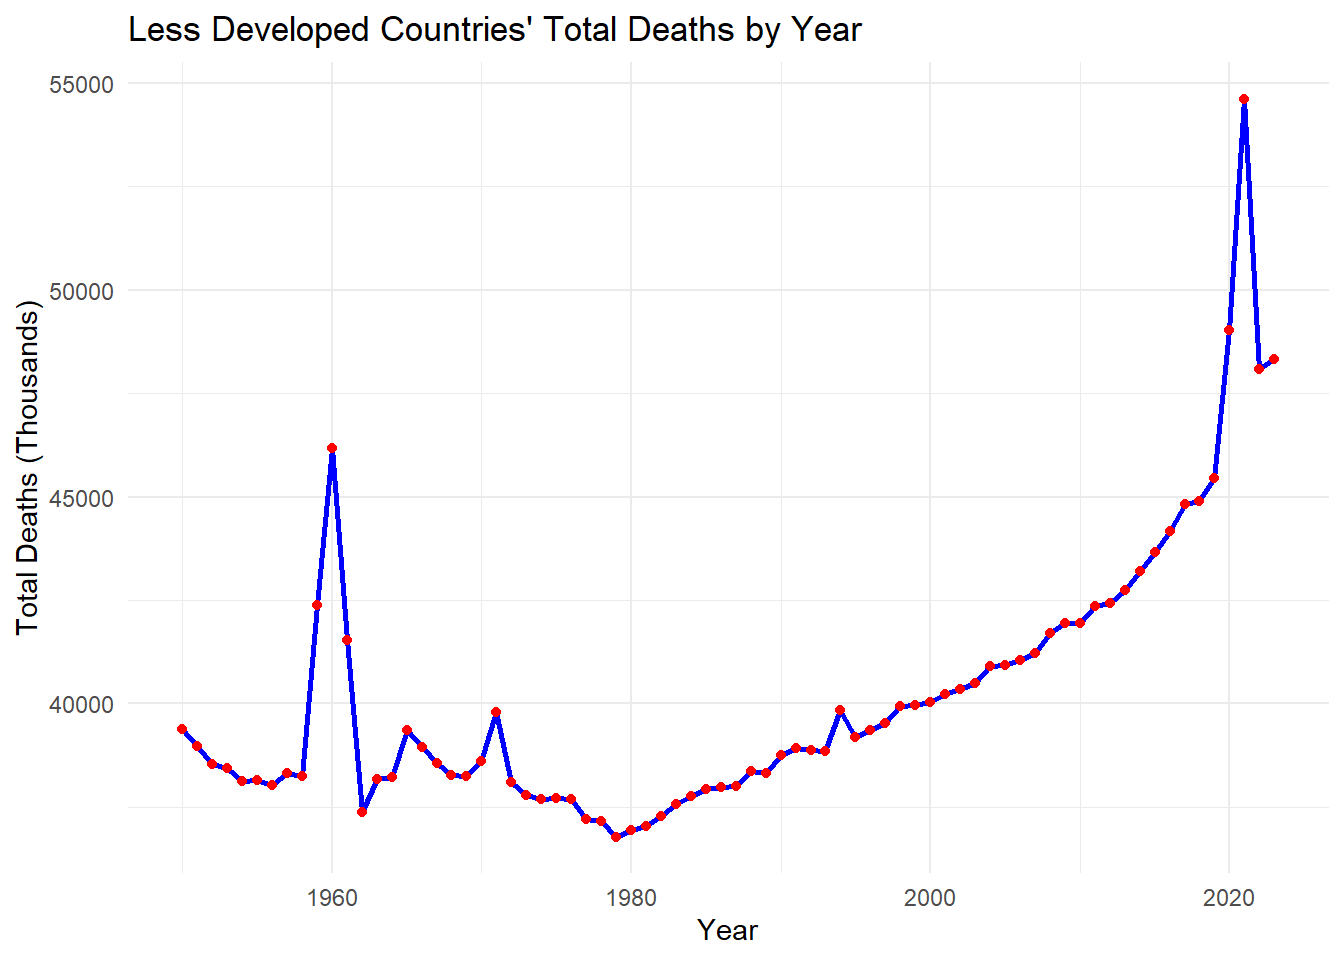 Less Developed Countries' Total Deaths by Year
Total Deaths (Thousands)
55000
50000
45000
40000
1960
1980
2000
2020
Year